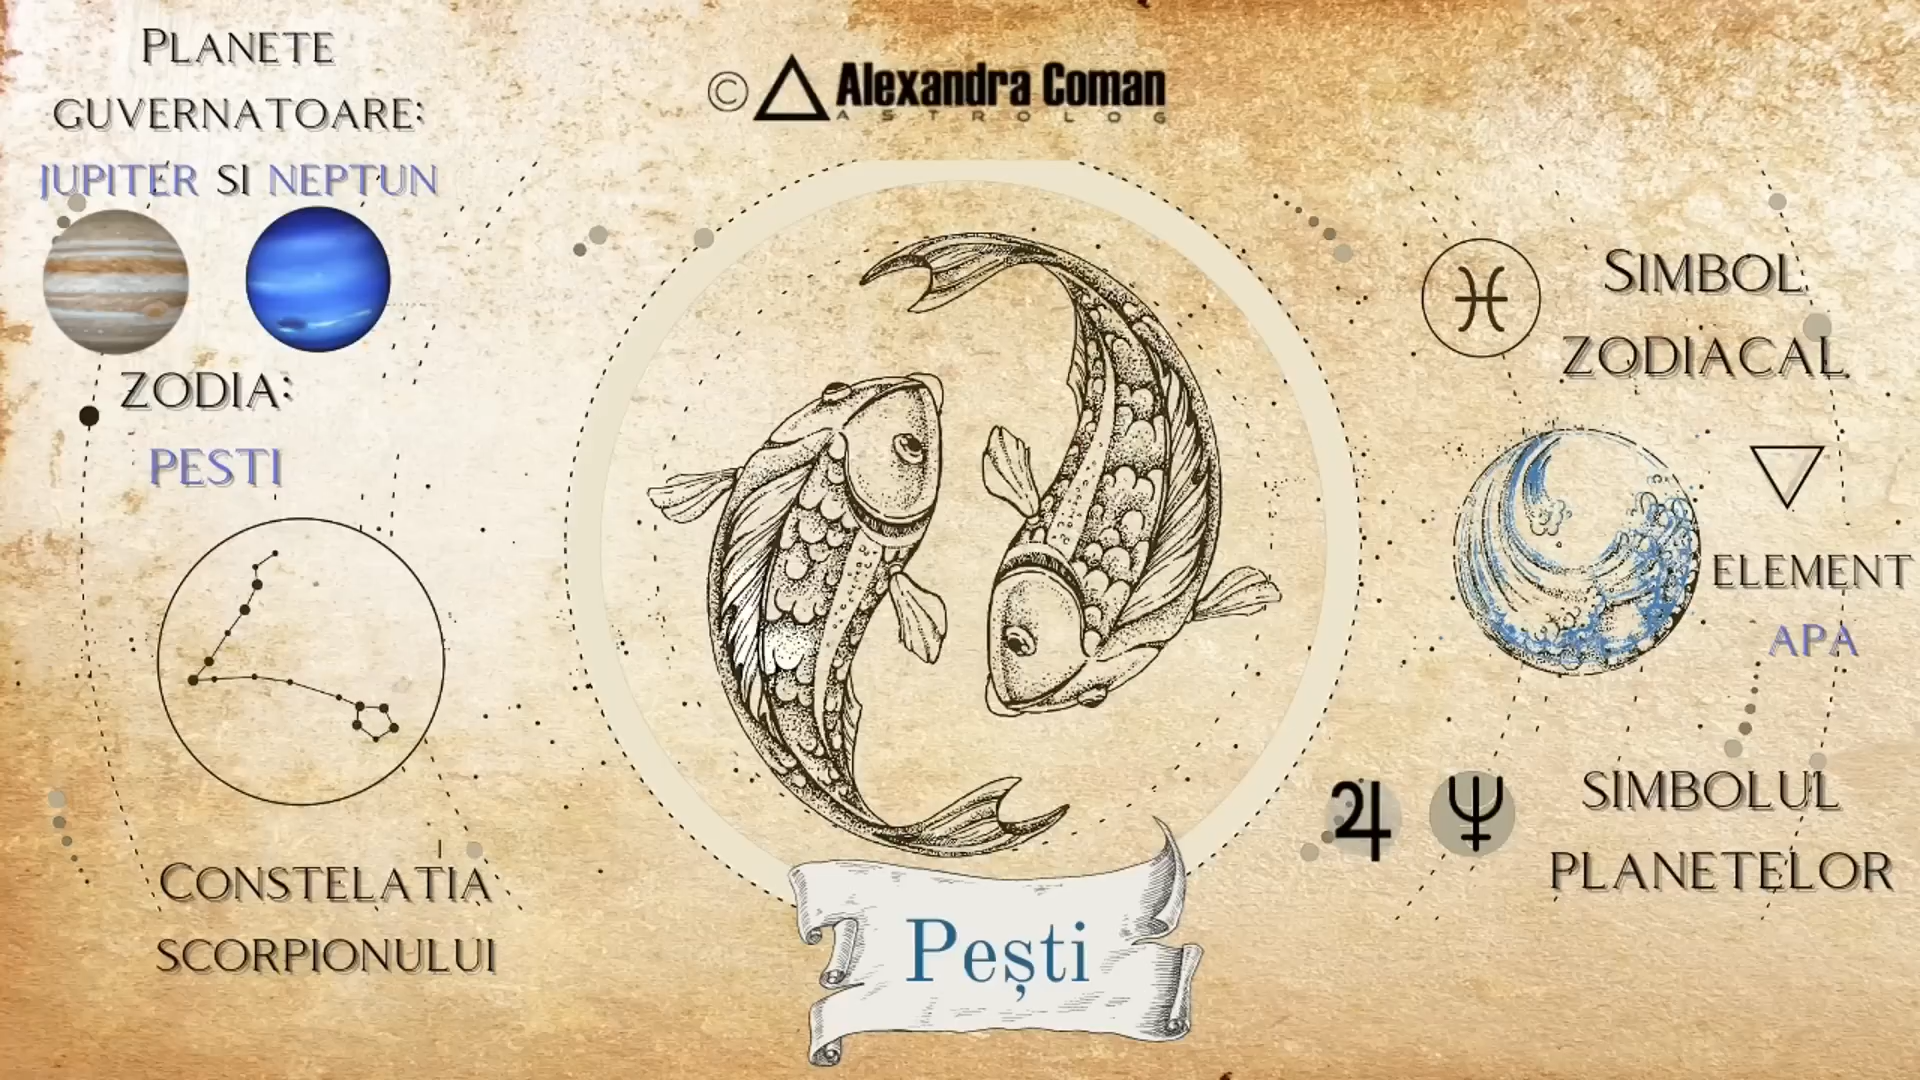 PLANETE
GUVERNATOARE:
JUPITER SI NEPTUN
ZODIA:
PESTI
CONSTELATIA
SCORPIONULUI
© Alexandra Coman
ASTROLOG
Pești
SIMBOL
ZODIACAL
ELEMENT
APA
SIMBOLUL
PLANETELOR